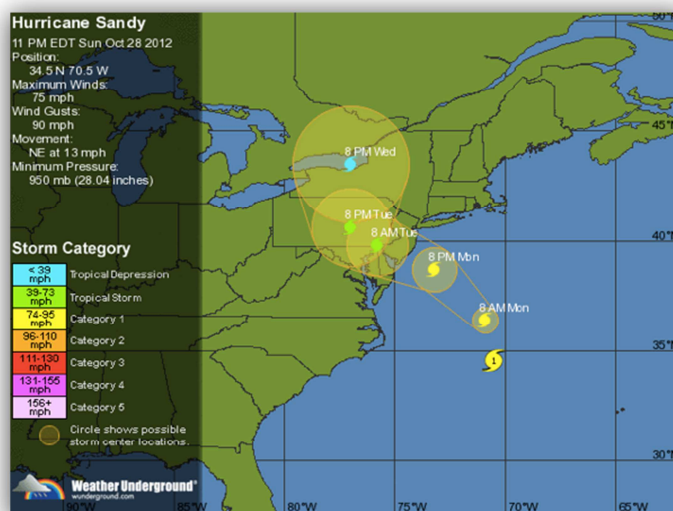 Hurricane Sandy
11 PM EDT Sun Oct 28 2012
Position:
34.5 N 70.5 W
Maximum Winds:
75 mph
Wind Gusts:
90 mph
Movement:
NE at 13 mph
Minimum Pressure:
950 mb (28.04 inches)
Storm Category
< 39 mph Tropical Depression
39-73 mph Tropical Storm
74-95 mph Category 1
96-110 mph Category 2
111-130 mph Category 3
131-155 mph Category 4
156+ mph Category 5
Circle shows possible
storm center locations.
Weather Underground®
wunderground.com
8 PM Wed
8 PM Tue
8 AM Tue
8 PM Mon
8 AM Mon
1
50°N
45°N
40°N
35°N
30°N
90°W
85°W
80°W
75°W
70°W
65°W